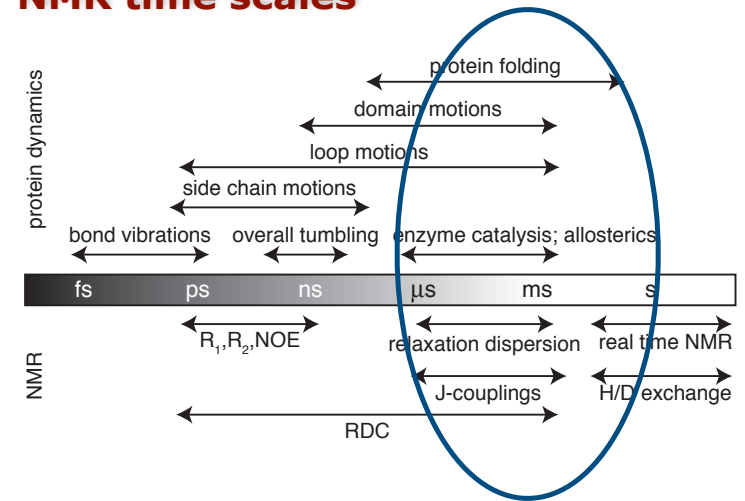 NMR time scales
protein dynamics
protein folding
domain motions
loop motions
side chain motions
bond vibrations overall tumbling enzyme catalysis; allosterics
fs ps ns μs ms s
NMR
R1,R2,NOE relaxation dispersion real time NMR
J-couplings H/D exchange
RDC